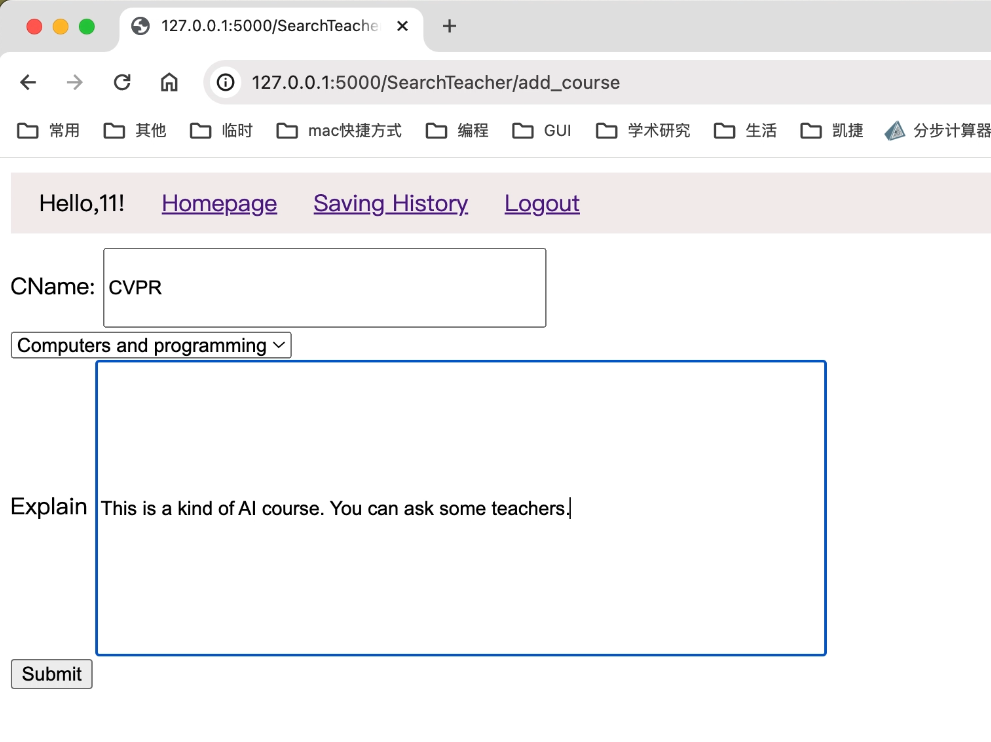 127.0.0.1:5000/SearchTeache
127.0.0.1:5000/SearchTeacher/add_course
常用 其他 临时 mac快捷方式 编程 GUI 学术研究 生活 凯捷 分步计算器
Hello,11! Homepage Saving History Logout
CName: CVPR
Computers and programming
Explain This is a kind of AI course. You can ask some teachers.
Submit